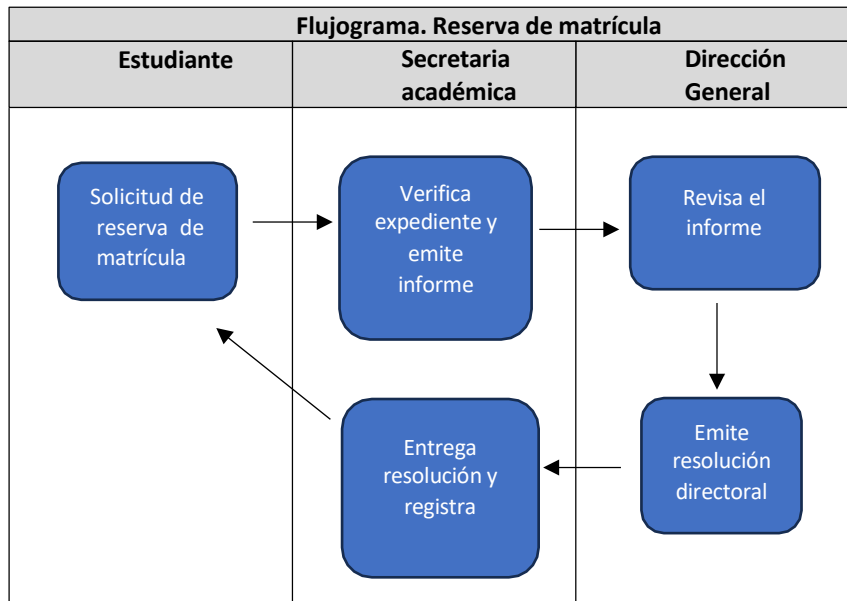 Flujograma. Reserva de matrícula
Estudiante
Secretaria
académica
Dirección
General
Solicitud de
reserva de
matrícula
Verifica
expediente y
emite
informe
Revisa el
informe
Emite
resolución
directoral
Entrega
resolución y
registra